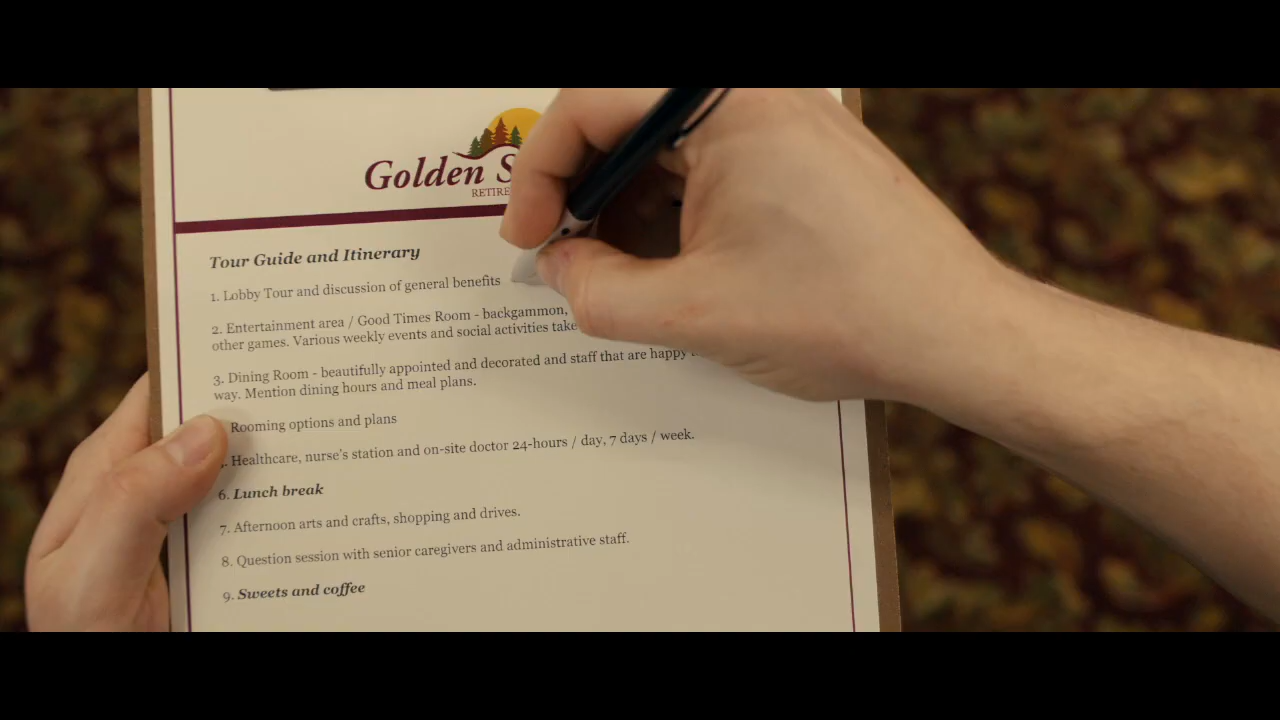 Golden
Tour Guide and Itinerary
1. Lobby Tour and discussion of general benefits
2. Entertainment area / Good Times Room - backgammon,
other games. Various weekly events and social activities take
3. Dining Room - beautifully appointed and decorated and staff that are happy
way. Mention dining hours and meal plans.
Rooming options and plans
Healthcare, nurse's station and on-site doctor 24-hours / day, 7 days / week.
6. Lunch break
7. Afternoon arts and crafts, shopping and drives.
8. Question session with senior caregivers and administrative staff.
9. Sweets and coffee